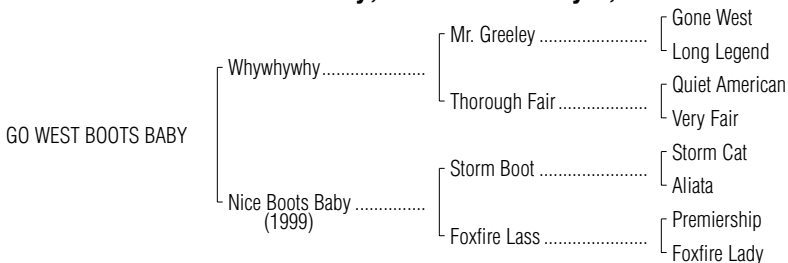 Gone West
Mr. Greeley ....................
Long Legend
Whywhywhy......................
Quiet American
Thorough Fair...................
Very Fair
GO WEST BOOTS BABY
Storm Cat
Storm Boot .......................
Aliata
Nice Boots Baby ...............
(1999)
Premiership
Foxfire Lass ......................
Foxfire Lady